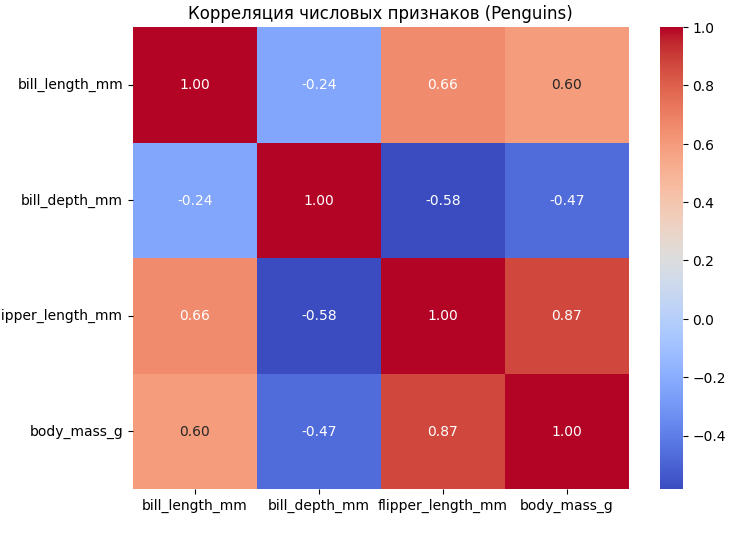 Корреляция числовых признаков (Penguins)
bill_length_mm 1.00 -0.24 0.66 0.60
bill_depth_mm -0.24 1.00 -0.58 -0.47
ipper_length_mm 0.66 -0.58 1.00 0.87
body_mass_g 0.60 -0.47 0.87 1.00
bill_length_mm bill_depth_mm flipper_length_mm body_mass_g
1.0
0.8
0.6
0.4
0.2
0.0
−0.2
−0.4